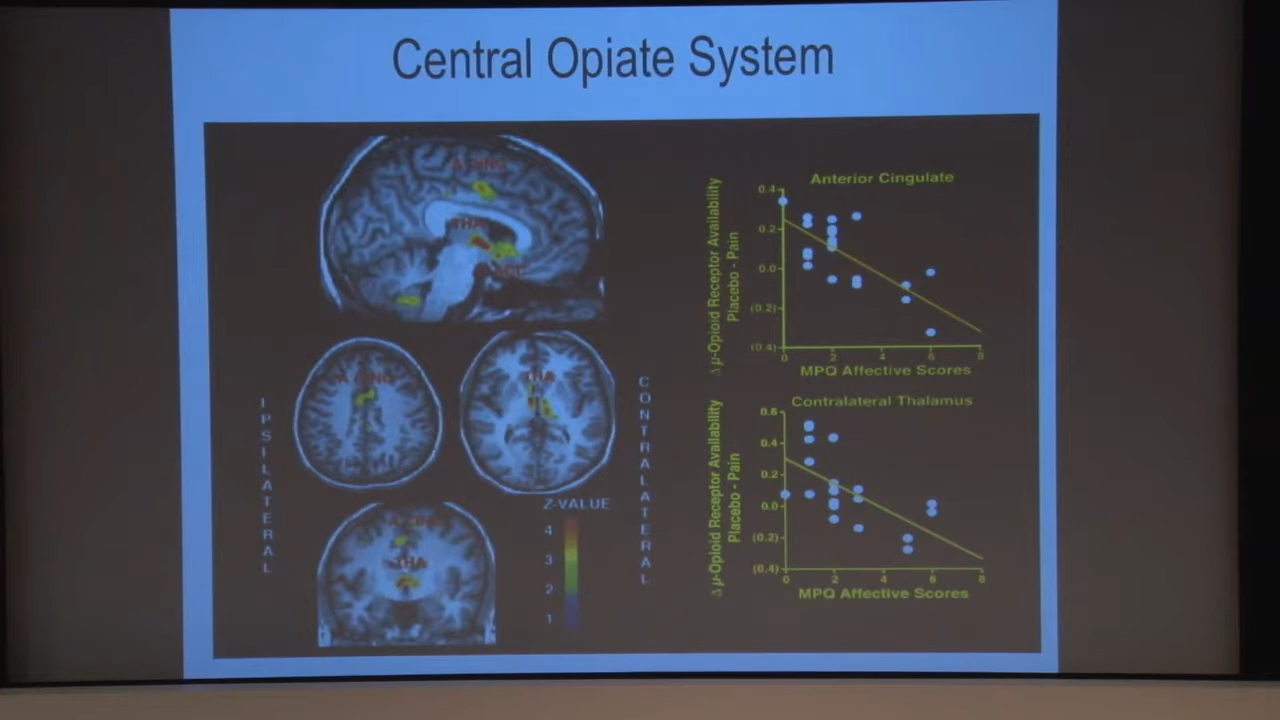 Central Opiate System
THA
THA
THA
IPSILATERAL
CONTRALATERAL
Z-VALUE
4
3
2
1
Anterior Cingulate
Δ μ-Opioid Receptor Availability
Placebo - Pain
0.4
0.2
0.0
(0.2)
(0.4)
0 2 4 6 8
MPQ Affective Scores
Contralateral Thalamus
Δ μ-Opioid Receptor Availability
Placebo - Pain
0.6
0.4
0.2
0.0
(0.2)
(0.4)
0 2 4 6 8
MPQ Affective Scores